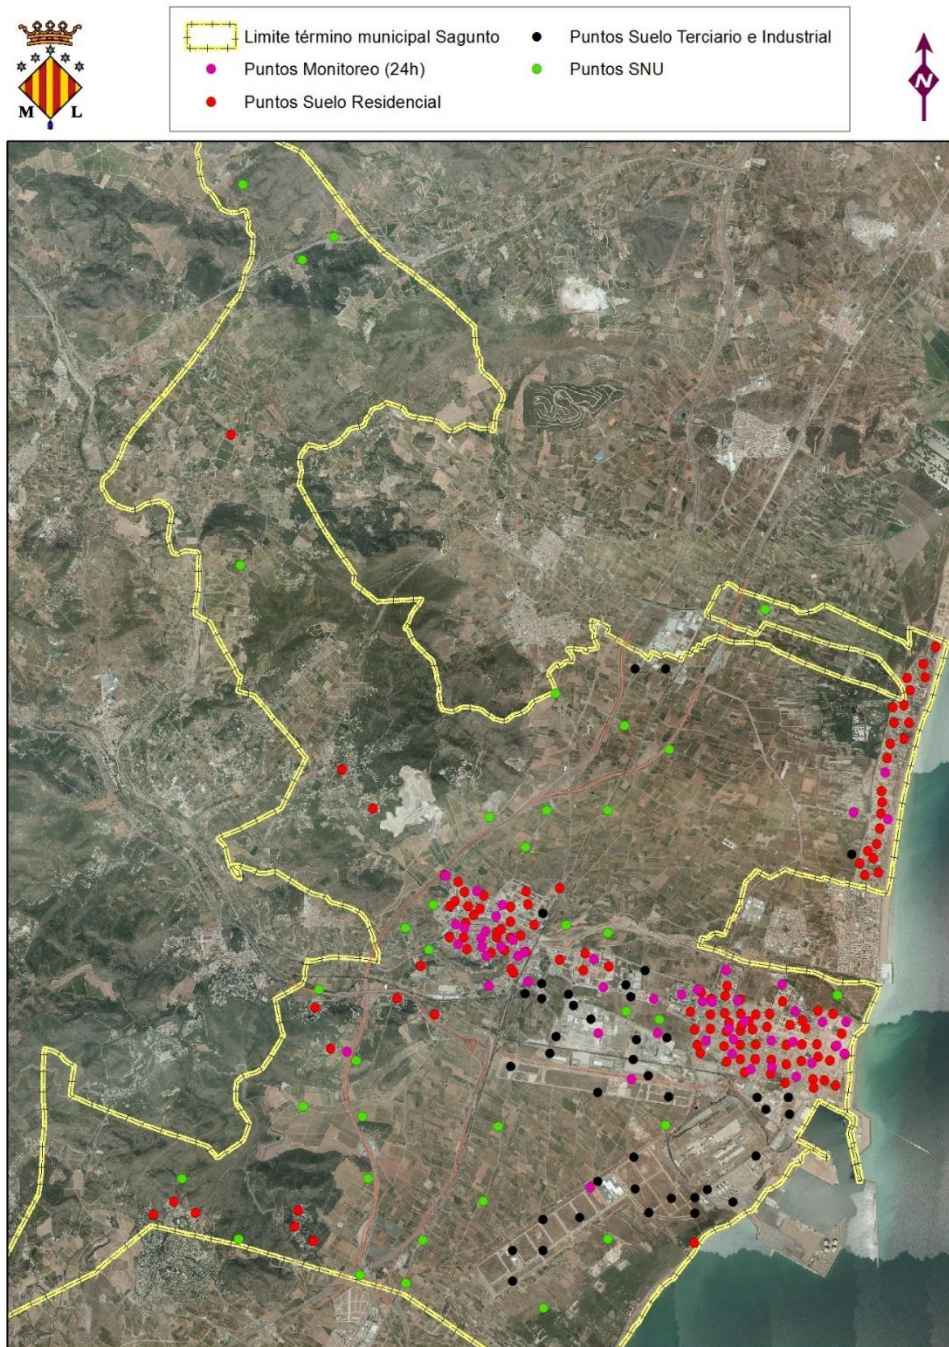 Limite término municipal Sagunto
Puntos Monitoreo (24h)
Puntos Suelo Residencial
Puntos Suelo Terciario e Industrial
Puntos SNU
M L
N